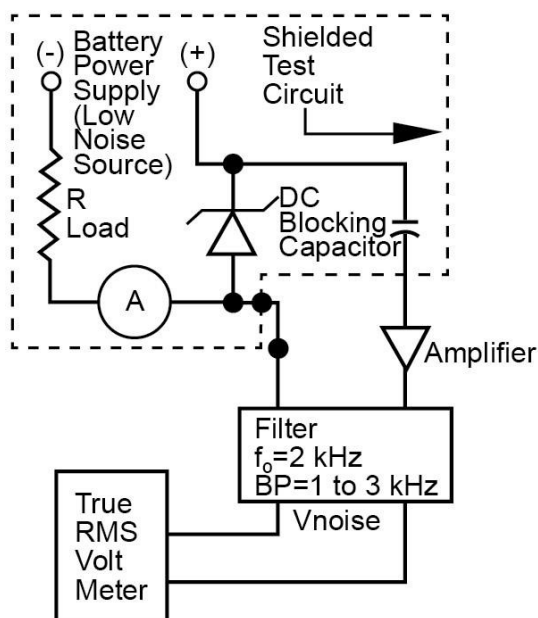 (-) Battery
Power
Supply
(Low
Noise
Source)
(+)
Shielded
Test
Circuit
R
Load
DC
Blocking
Capacitor
A
Amplifier
Filter
fₒ=2 kHz
BP=1 to 3 kHz
Vnoise
True
RMS
Volt
Meter